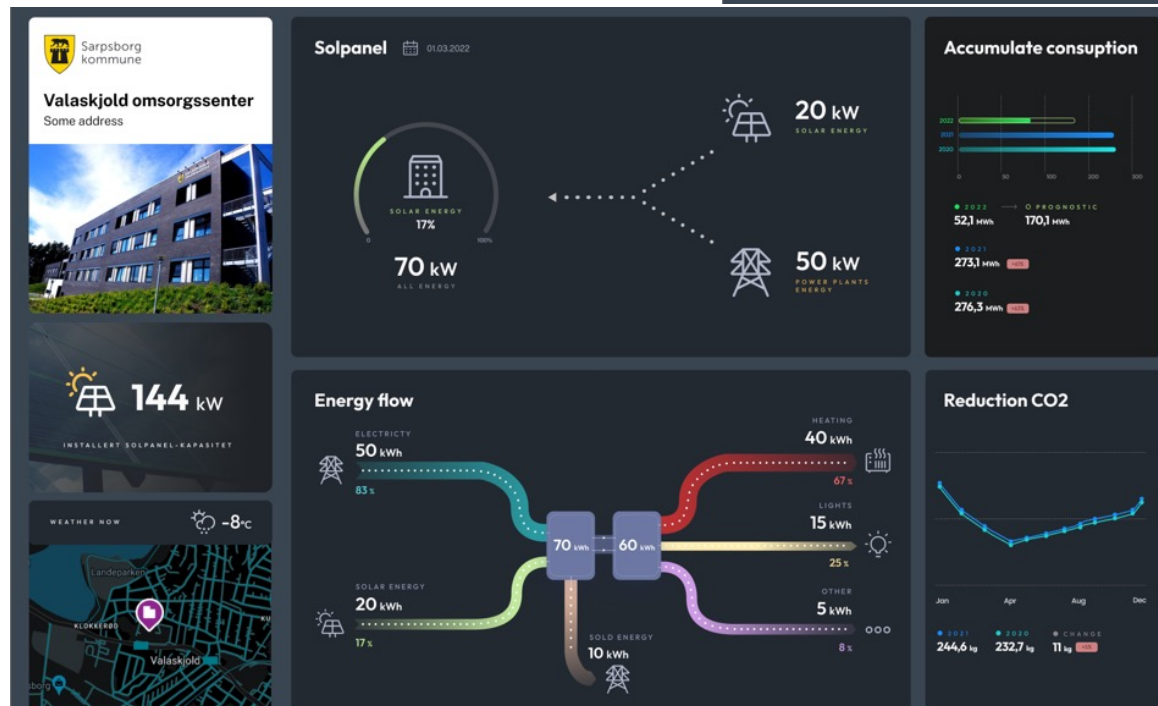 Sarpsborg
kommune
Valaskjold omsorgssenter
Some address
144 kW
INSTALLERT SOLPANEL-KAPASITET
WEATHER NOW
-8°C
Landeparken
KLOKKERØD
KU
Valaskjold
sborg
Solpanel
01.03.2022
SOLAR ENERGY
17%
0
100%
70 kW
ALL ENERGY
20 kW
SOLAR ENERGY
50 kW
POWER PLANTS
ENERGY
Energy flow
ELECTRICTY
50 kWh
83 %
SOLAR ENERGY
20 kWh
17 %
70 kWh
60 kWh
SOLD ENERGY
10 kWh
HEATING
40 kWh
67 %
LIGHTS
15 kWh
25 %
OTHER
5 kWh
8 %
Accumulate consuption
2022
2021
2020
0 50 100 200 300
2022 PROGNOSTIC
52,1 MWh 170,1 MWh
2021
273,1 MWh
2020
276,3 MWh
Reduction CO2
Jan Apr Aug Dec
2021 2020 CHANGE
244,6 kg 232,7 kg 11 kg